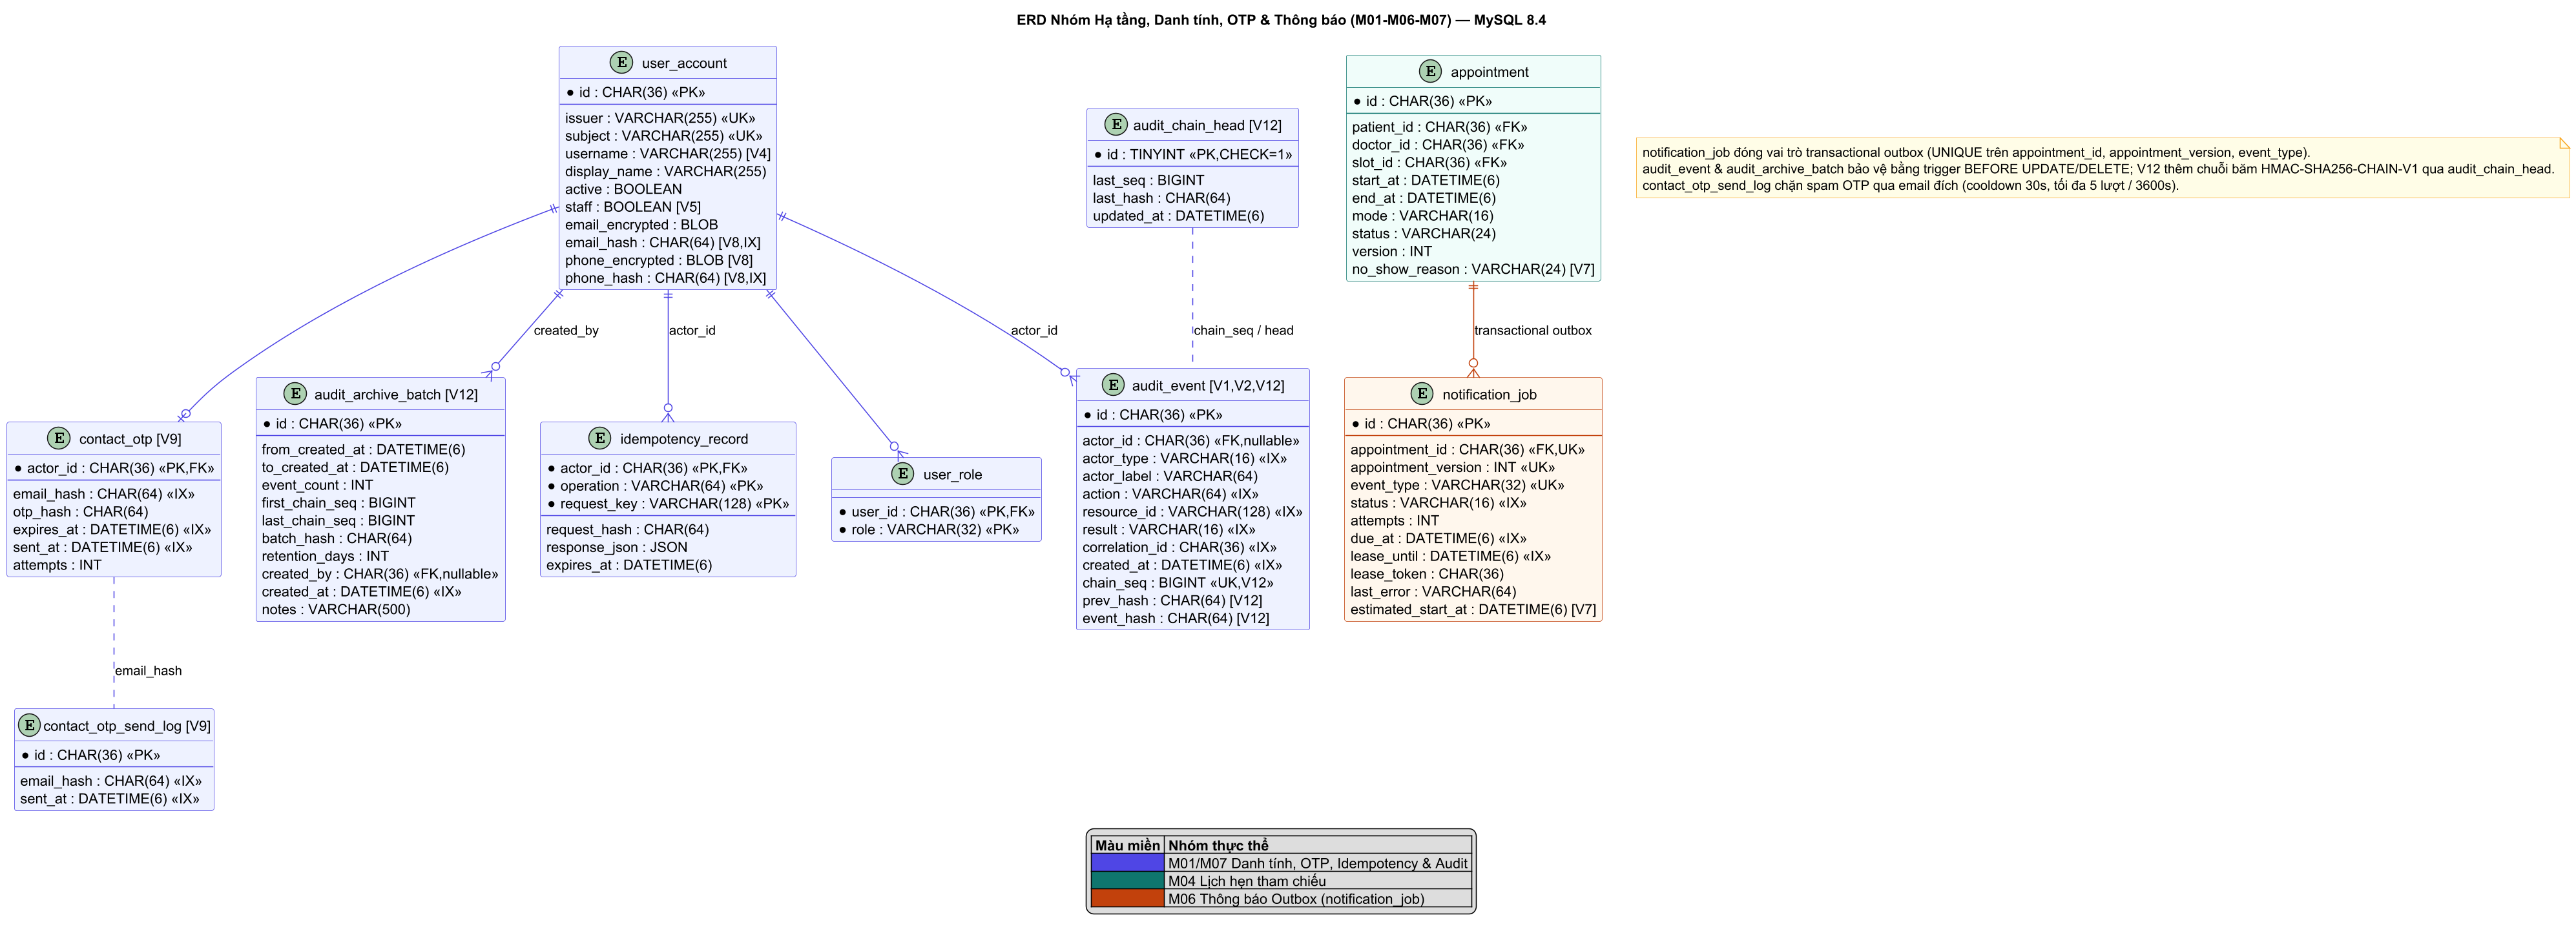 ERD Nhóm Hạ tầng, Danh tính, OTP & Thông báo (M01-M06-M07) — MySQL 8.4
E user_account
id : CHAR(36) «PK»
issuer : VARCHAR(255) «UK»
subject : VARCHAR(255) «UK»
username : VARCHAR(255) [V4]
display_name : VARCHAR(255)
active : BOOLEAN
staff : BOOLEAN [V5]
email_encrypted : BLOB
email_hash : CHAR(64) [V8,IX]
phone_encrypted : BLOB [V8]
phone_hash : CHAR(64) [V8,IX]
E audit_chain_head [V12]
id : TINYINT «PK,CHECK=1»
last_seq : BIGINT
last_hash : CHAR(64)
updated_at : DATETIME(6)
E appointment
id : CHAR(36) «PK»
patient_id : CHAR(36) «FK»
doctor_id : CHAR(36) «FK»
slot_id : CHAR(36) «FK»
start_at : DATETIME(6)
end_at : DATETIME(6)
mode : VARCHAR(16)
status : VARCHAR(24)
version : INT
no_show_reason : VARCHAR(24) [V7]
notification_job đóng vai trò transactional outbox (UNIQUE trên appointment_id, appointment_version, event_type).
audit_event & audit_archive_batch bảo vệ bằng trigger BEFORE UPDATE/DELETE; V12 thêm chuỗi băm HMAC-SHA256-CHAIN-V1 qua audit_chain_head.
contact_otp_send_log chặn spam OTP qua email đích (cooldown 30s, tối đa 5 lượt / 3600s).
created_by
actor_id
actor_id
chain_seq / head
transactional outbox
E contact_otp [V9]
actor_id : CHAR(36) «PK,FK»
email_hash : CHAR(64) «IX»
otp_hash : CHAR(64)
expires_at : DATETIME(6) «IX»
sent_at : DATETIME(6) «IX»
attempts : INT
E audit_archive_batch [V12]
id : CHAR(36) «PK»
from_created_at : DATETIME(6)
to_created_at : DATETIME(6)
event_count : INT
first_chain_seq : BIGINT
last_chain_seq : BIGINT
batch_hash : CHAR(64)
retention_days : INT
created_by : CHAR(36) «FK,nullable»
created_at : DATETIME(6) «IX»
notes : VARCHAR(500)
E idempotency_record
actor_id : CHAR(36) «PK,FK»
operation : VARCHAR(64) «PK»
request_key : VARCHAR(128) «PK»
request_hash : CHAR(64)
response_json : JSON
expires_at : DATETIME(6)
E user_role
user_id : CHAR(36) «PK,FK»
role : VARCHAR(32) «PK»
E audit_event [V1,V2,V12]
id : CHAR(36) «PK»
actor_id : CHAR(36) «FK,nullable»
actor_type : VARCHAR(16) «IX»
actor_label : VARCHAR(64)
action : VARCHAR(64) «IX»
resource_id : VARCHAR(128) «IX»
result : VARCHAR(16) «IX»
correlation_id : CHAR(36) «IX»
created_at : DATETIME(6) «IX»
chain_seq : BIGINT «UK,V12»
prev_hash : CHAR(64) [V12]
event_hash : CHAR(64) [V12]
E notification_job
id : CHAR(36) «PK»
appointment_id : CHAR(36) «FK,UK»
appointment_version : INT «UK»
event_type : VARCHAR(32) «UK»
status : VARCHAR(16) «IX»
attempts : INT
due_at : DATETIME(6) «IX»
lease_until : DATETIME(6) «IX»
lease_token : CHAR(36)
last_error : VARCHAR(64)
estimated_start_at : DATETIME(6) [V7]
email_hash
E contact_otp_send_log [V9]
id : CHAR(36) «PK»
email_hash : CHAR(64) «IX»
sent_at : DATETIME(6) «IX»
Màu miền Nhóm thực thể
M01/M07 Danh tính, OTP, Idempotency & Audit
M04 Lịch hẹn tham chiếu
M06 Thông báo Outbox (notification_job)